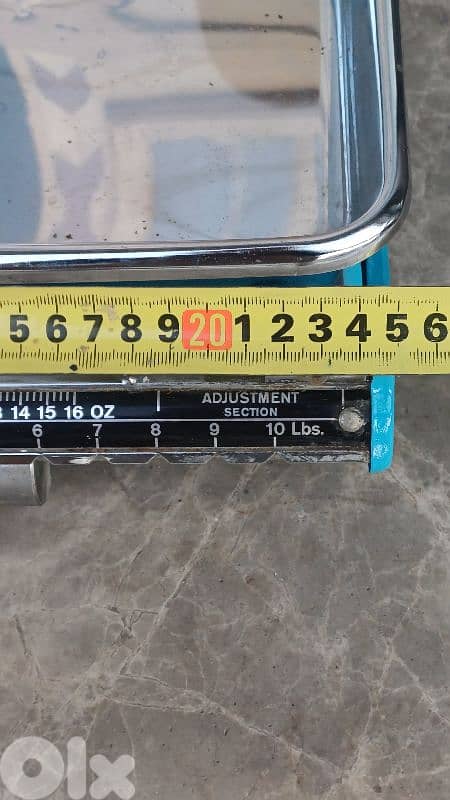 5 6 7 8 9 20 1 2 3 4 5 6
14 15 16 OZ
ADJUSTMENT
SECTION
6 7 8 9 10 Lbs.
olx